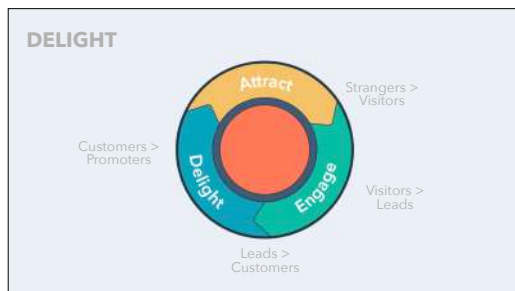 DELIGHT
Attract
Strangers >
Visitors
Customers >
Promoters
Delight
Engage
Visitors >
Leads
Leads >
Customers